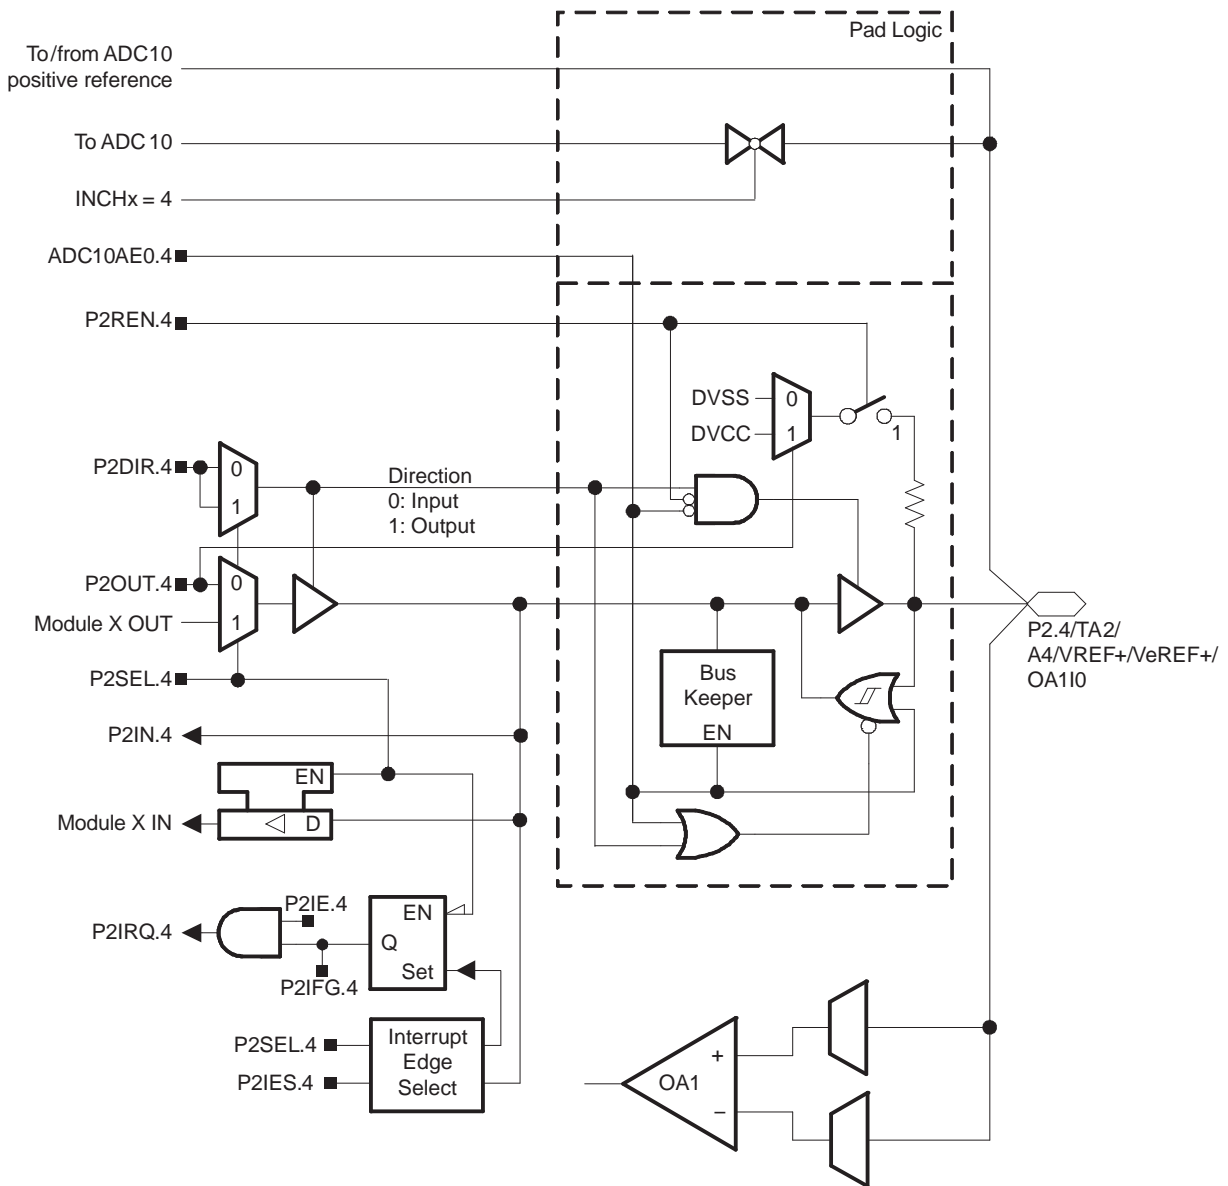 Pad Logic
To/from ADC10
positive reference
To ADC 10
INCHx = 4
ADC10AE0.4
P2REN.4
DVSS
0
DVCC
1
1
P2DIR.4
0
1
Direction
0: Input
1: Output
P2OUT.4
0
Module X OUT
1
P2SEL.4
Bus
Keeper
EN
P2.4/TA2/
A4/VREF+/VeREF+/
OA1I0
P2IN.4
EN
Module X IN
D
P2IE.4
EN
P2IRQ.4
Q
Set
P2IFG.4
P2SEL.4
P2IES.4
Interrupt
Edge
Select
+
OA1
−